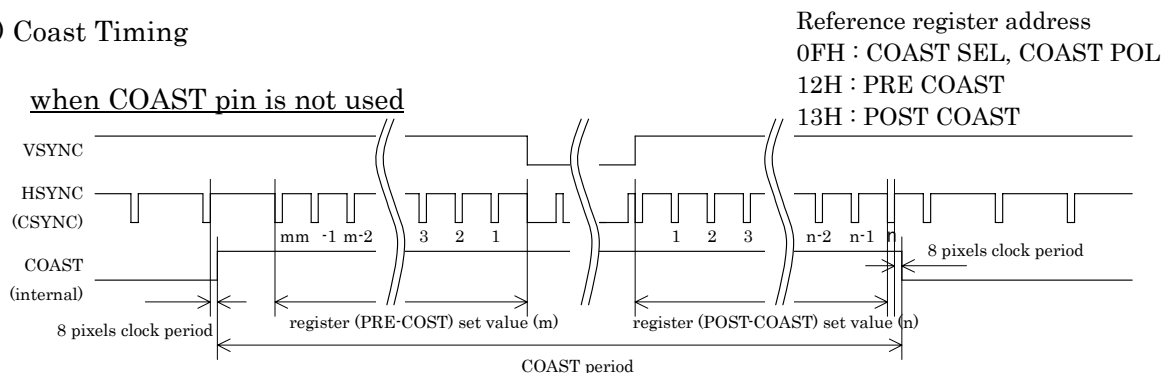 ) Coast Timing
Reference register address
0FH : COAST SEL, COAST POL
12H : PRE COAST
13H : POST COAST
when COAST pin is not used
VSYNC
HSYNC
(CSYNC)
mm -1 m-2 3 2 1 1 2 3 n-2 n-1 n
COAST
(internal)
8 pixels clock period
8 pixels clock period
register (PRE-COST) set value (m)
register (POST-COAST) set value (n)
COAST period